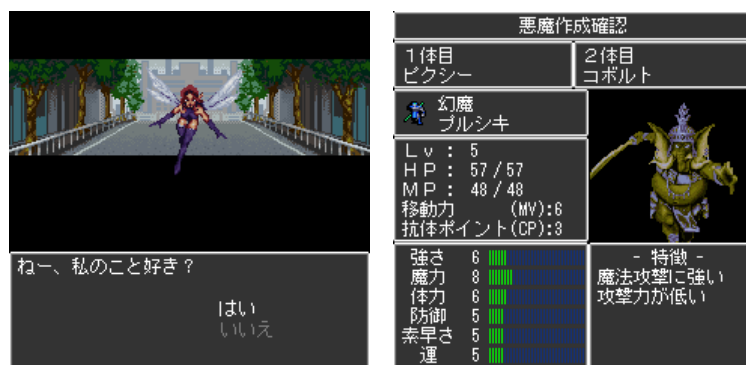 ねー、私のこと好き？
はい
いいえ
悪魔作成確認
1体目
ピクシー
2体目
コボルト
幻魔
プルシキ
Lv： 5
HP： 57/57
MP： 48/48
移動力 (MV):6
抗体ポイント(CP):3
強さ 6
魔力 8
体力 6
防御 5
素早さ 5
運 5
- 特徴 -
魔法攻撃に強い
攻撃力が低い